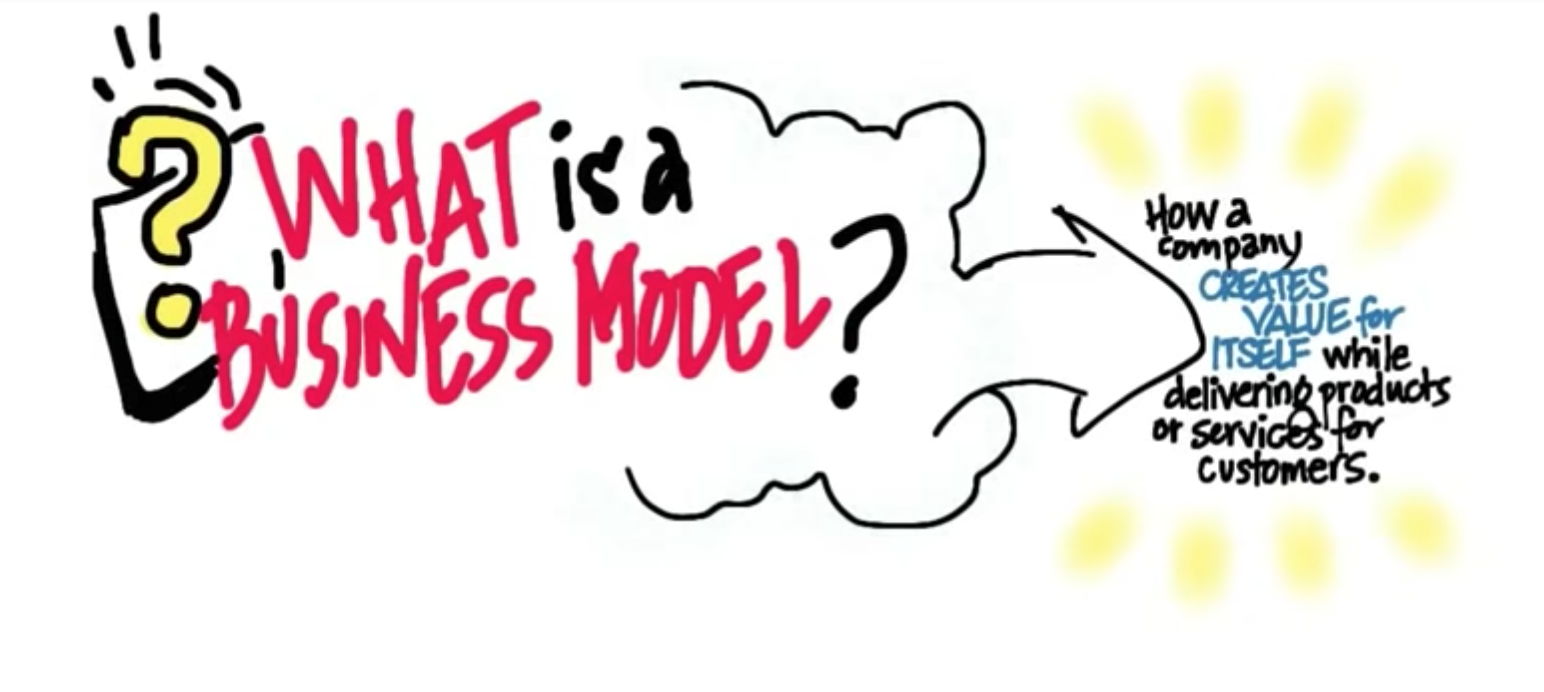 ?
WHAT is a
BUSINESS MODEL?
How a
company
CREATES
VALUE for
ITSELF while
delivering products
or services for
customers.